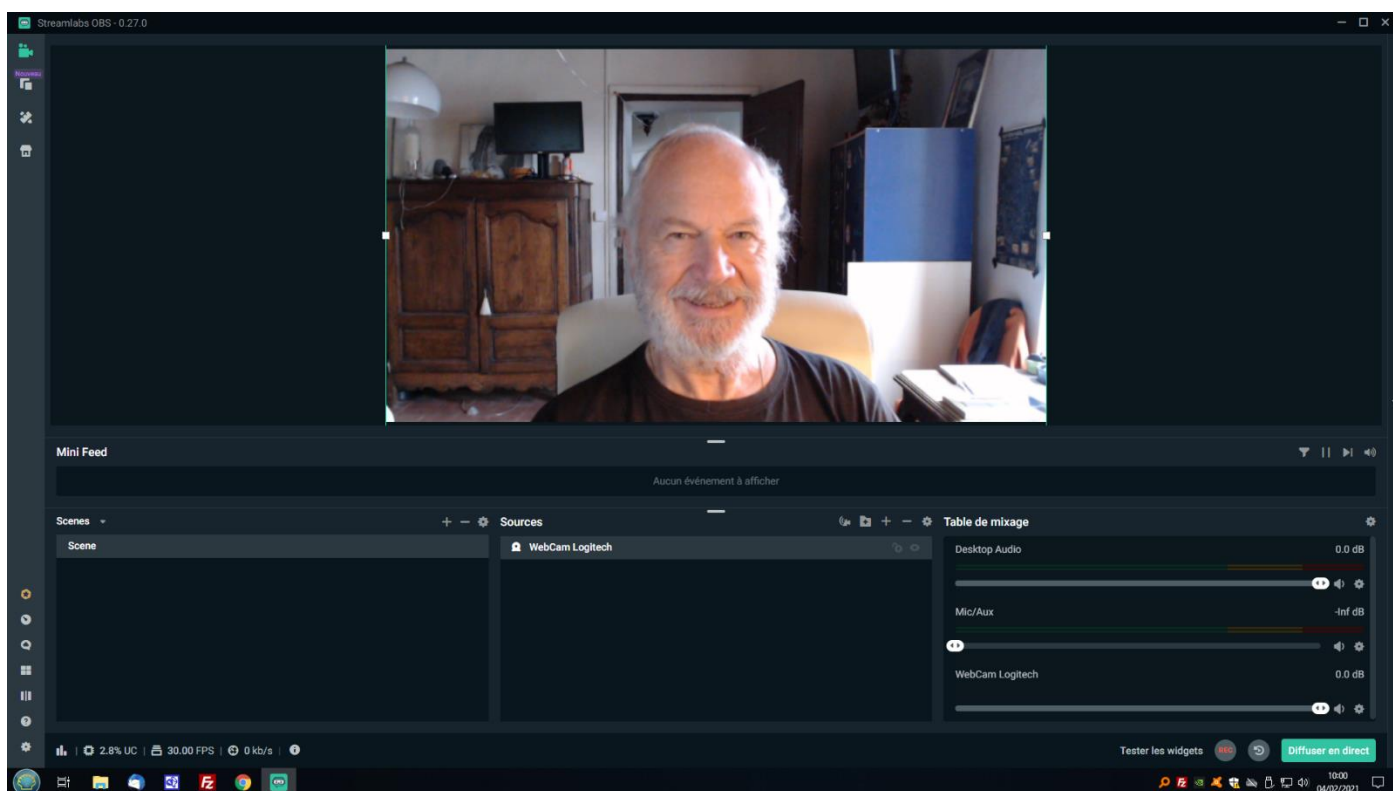 Streamlabs OBS - 0.27.0
Nouveau
Mini Feed
Aucun événement à afficher
Scenes
Scene
Sources
WebCam Logitech
Table de mixage
Desktop Audio 0.0 dB
Mic/Aux -Inf dB
WebCam Logitech 0.0 dB
2.8% UC | 30.00 FPS | 0 kb/s |
Tester les widgets REC Diffuser en direct
10:00
04/02/2021